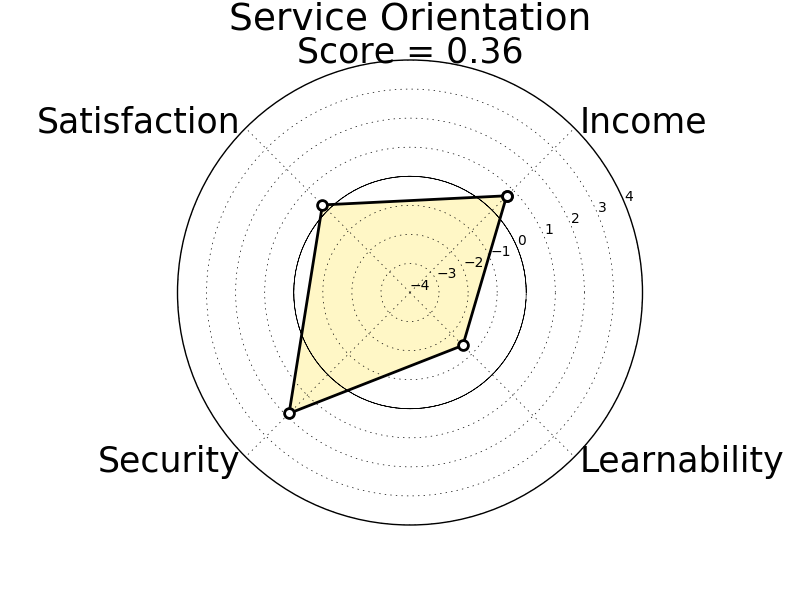 Service Orientation
Score = 0.36
Satisfaction
Income
4
3
2
1
0
−1
−2
−3
−4
Security
Learnability